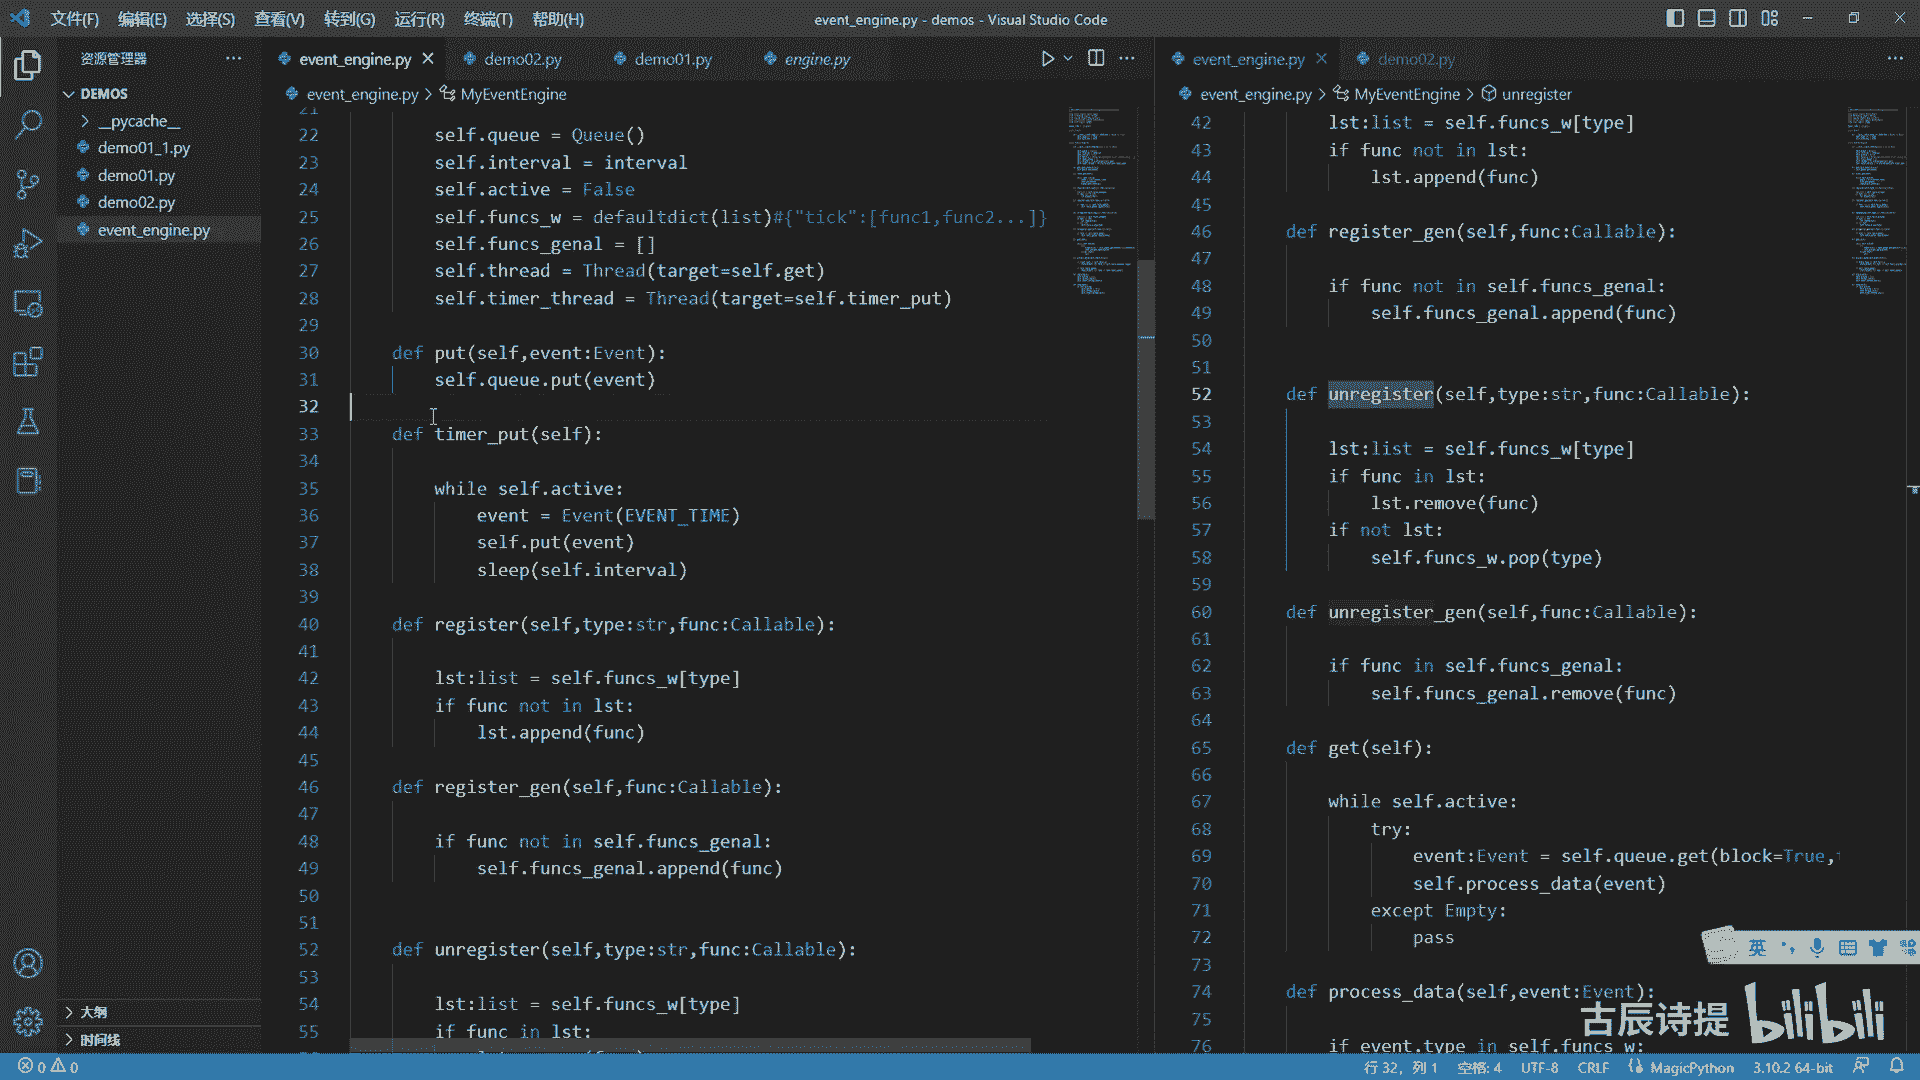 文件(F) 编辑(E) 选择(S) 查看(V) 转到(G) 运行(R) 终端(T) 帮助(H)
event_engine.py - demos - Visual Studio Code
资源管理器
DEMOS
__pycache__
demo01_1.py
demo01.py
demo02.py
event_engine.py
大纲
时间线
event_engine.py demo02.py demo01.py engine.py
event_engine.py > MyEventEngine
21
22 self.queue = Queue()
23 self.interval = interval
24 self.active = False
25 self.funcs_w = defaultdict(list)#{"tick":[func1,func2...]}
26 self.funcs_genal = []
27 self.thread = Thread(target=self.get)
28 self.timer_thread = Thread(target=self.timer_put)
29
30 def put(self,event:Event):
31 self.queue.put(event)
32
33 def timer_put(self):
34
35 while self.active:
36 event = Event(EVENT_TIME)
37 self.put(event)
38 sleep(self.interval)
39
40 def register(self,type:str,func:Callable):
41
42 lst:list = self.funcs_w[type]
43 if func not in lst:
44 lst.append(func)
45
46 def register_gen(self,func:Callable):
47
48 if func not in self.funcs_genal:
49 self.funcs_genal.append(func)
50
51
52 def unregister(self,type:str,func:Callable):
53
54 lst:list = self.funcs_w[type]
55 if func in lst:
event_engine.py demo02.py
event_engine.py > MyEventEngine > unregister
42 lst:list = self.funcs_w[type]
43 if func not in lst:
44 lst.append(func)
45
46 def register_gen(self,func:Callable):
47
48 if func not in self.funcs_genal:
49 self.funcs_genal.append(func)
50
51
52 def unregister(self,type:str,func:Callable):
53
54 lst:list = self.funcs_w[type]
55 if func in lst:
56 lst.remove(func)
57 if not lst:
58 self.funcs_w.pop(type)
59
60 def unregister_gen(self,func:Callable):
61
62 if func in self.funcs_genal:
63 self.funcs_genal.remove(func)
64
65 def get(self):
66
67 while self.active:
68 try:
69 event:Event = self.queue.get(block=True,
70 self.process_data(event)
71 except Empty:
72 pass
73
74 def process_data(self,event:Event):
75
76 if event.type in self.funcs_w:
英
古辰诗提 bilibili
0 0
行 32，列 1 空格: 4 UTF-8 CRLF MagicPython 3.10.2 64-bit